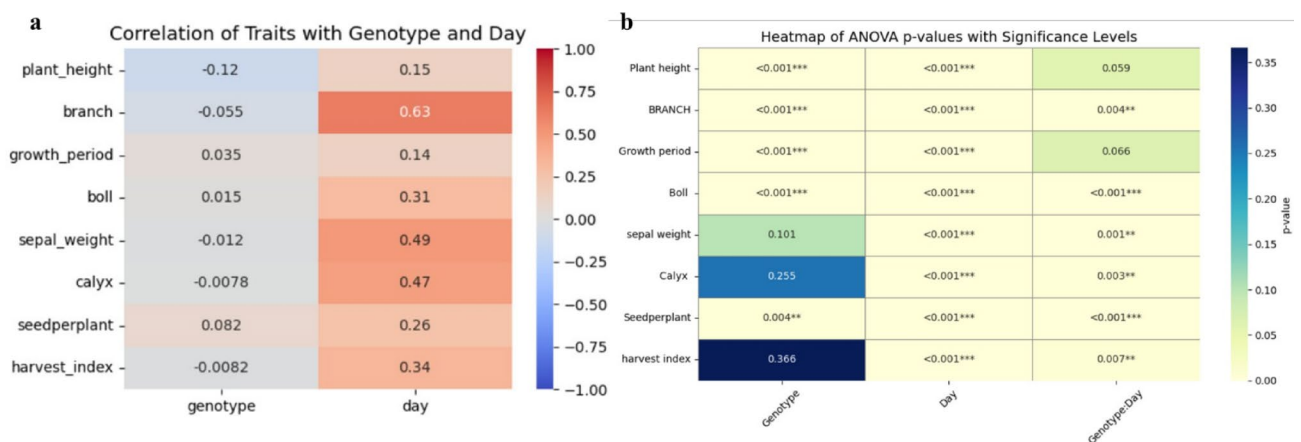 a
Correlation of Traits with Genotype and Day
plant_height -0.12 0.15
branch -0.055 0.63
growth_period 0.035 0.14
boll 0.015 0.31
sepal_weight -0.012 0.49
calyx -0.0078 0.47
seedperplant 0.082 0.26
harvest_index -0.0082 0.34
genotype day
1.00
0.75
0.50
0.25
0.00
−0.25
−0.50
−0.75
−1.00
b
Heatmap of ANOVA p-values with Significance Levels
Plant height <0.001*** <0.001*** 0.059
BRANCH <0.001*** <0.001*** 0.004**
Growth period <0.001*** <0.001*** 0.066
Boll <0.001*** <0.001*** <0.001***
sepal weight 0.101 <0.001*** 0.001**
Calyx 0.255 <0.001*** 0.003**
Seedperplant 0.004** <0.001*** <0.001***
harvest index 0.366 <0.001*** 0.007**
Genotype Day Genotype:Day
0.35
0.30
0.25
0.20
0.15
0.10
0.05
0.00
p-value